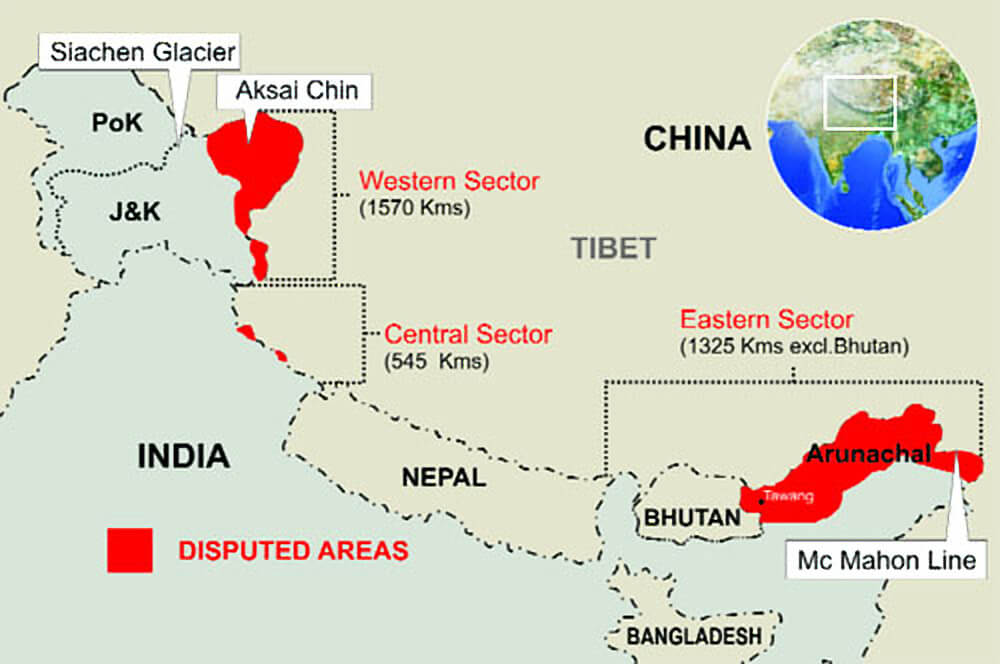 Siachen Glacier
Aksai Chin
PoK
CHINA
Western Sector
(1570 Kms)
J&K
TIBET
Eastern Sector
(1325 Kms excl.Bhutan)
Central Sector
(545 Kms)
INDIA
NEPAL
Arunachal
Tawang
BHUTAN
DISPUTED AREAS
Mc Mahon Line
BANGLADESH